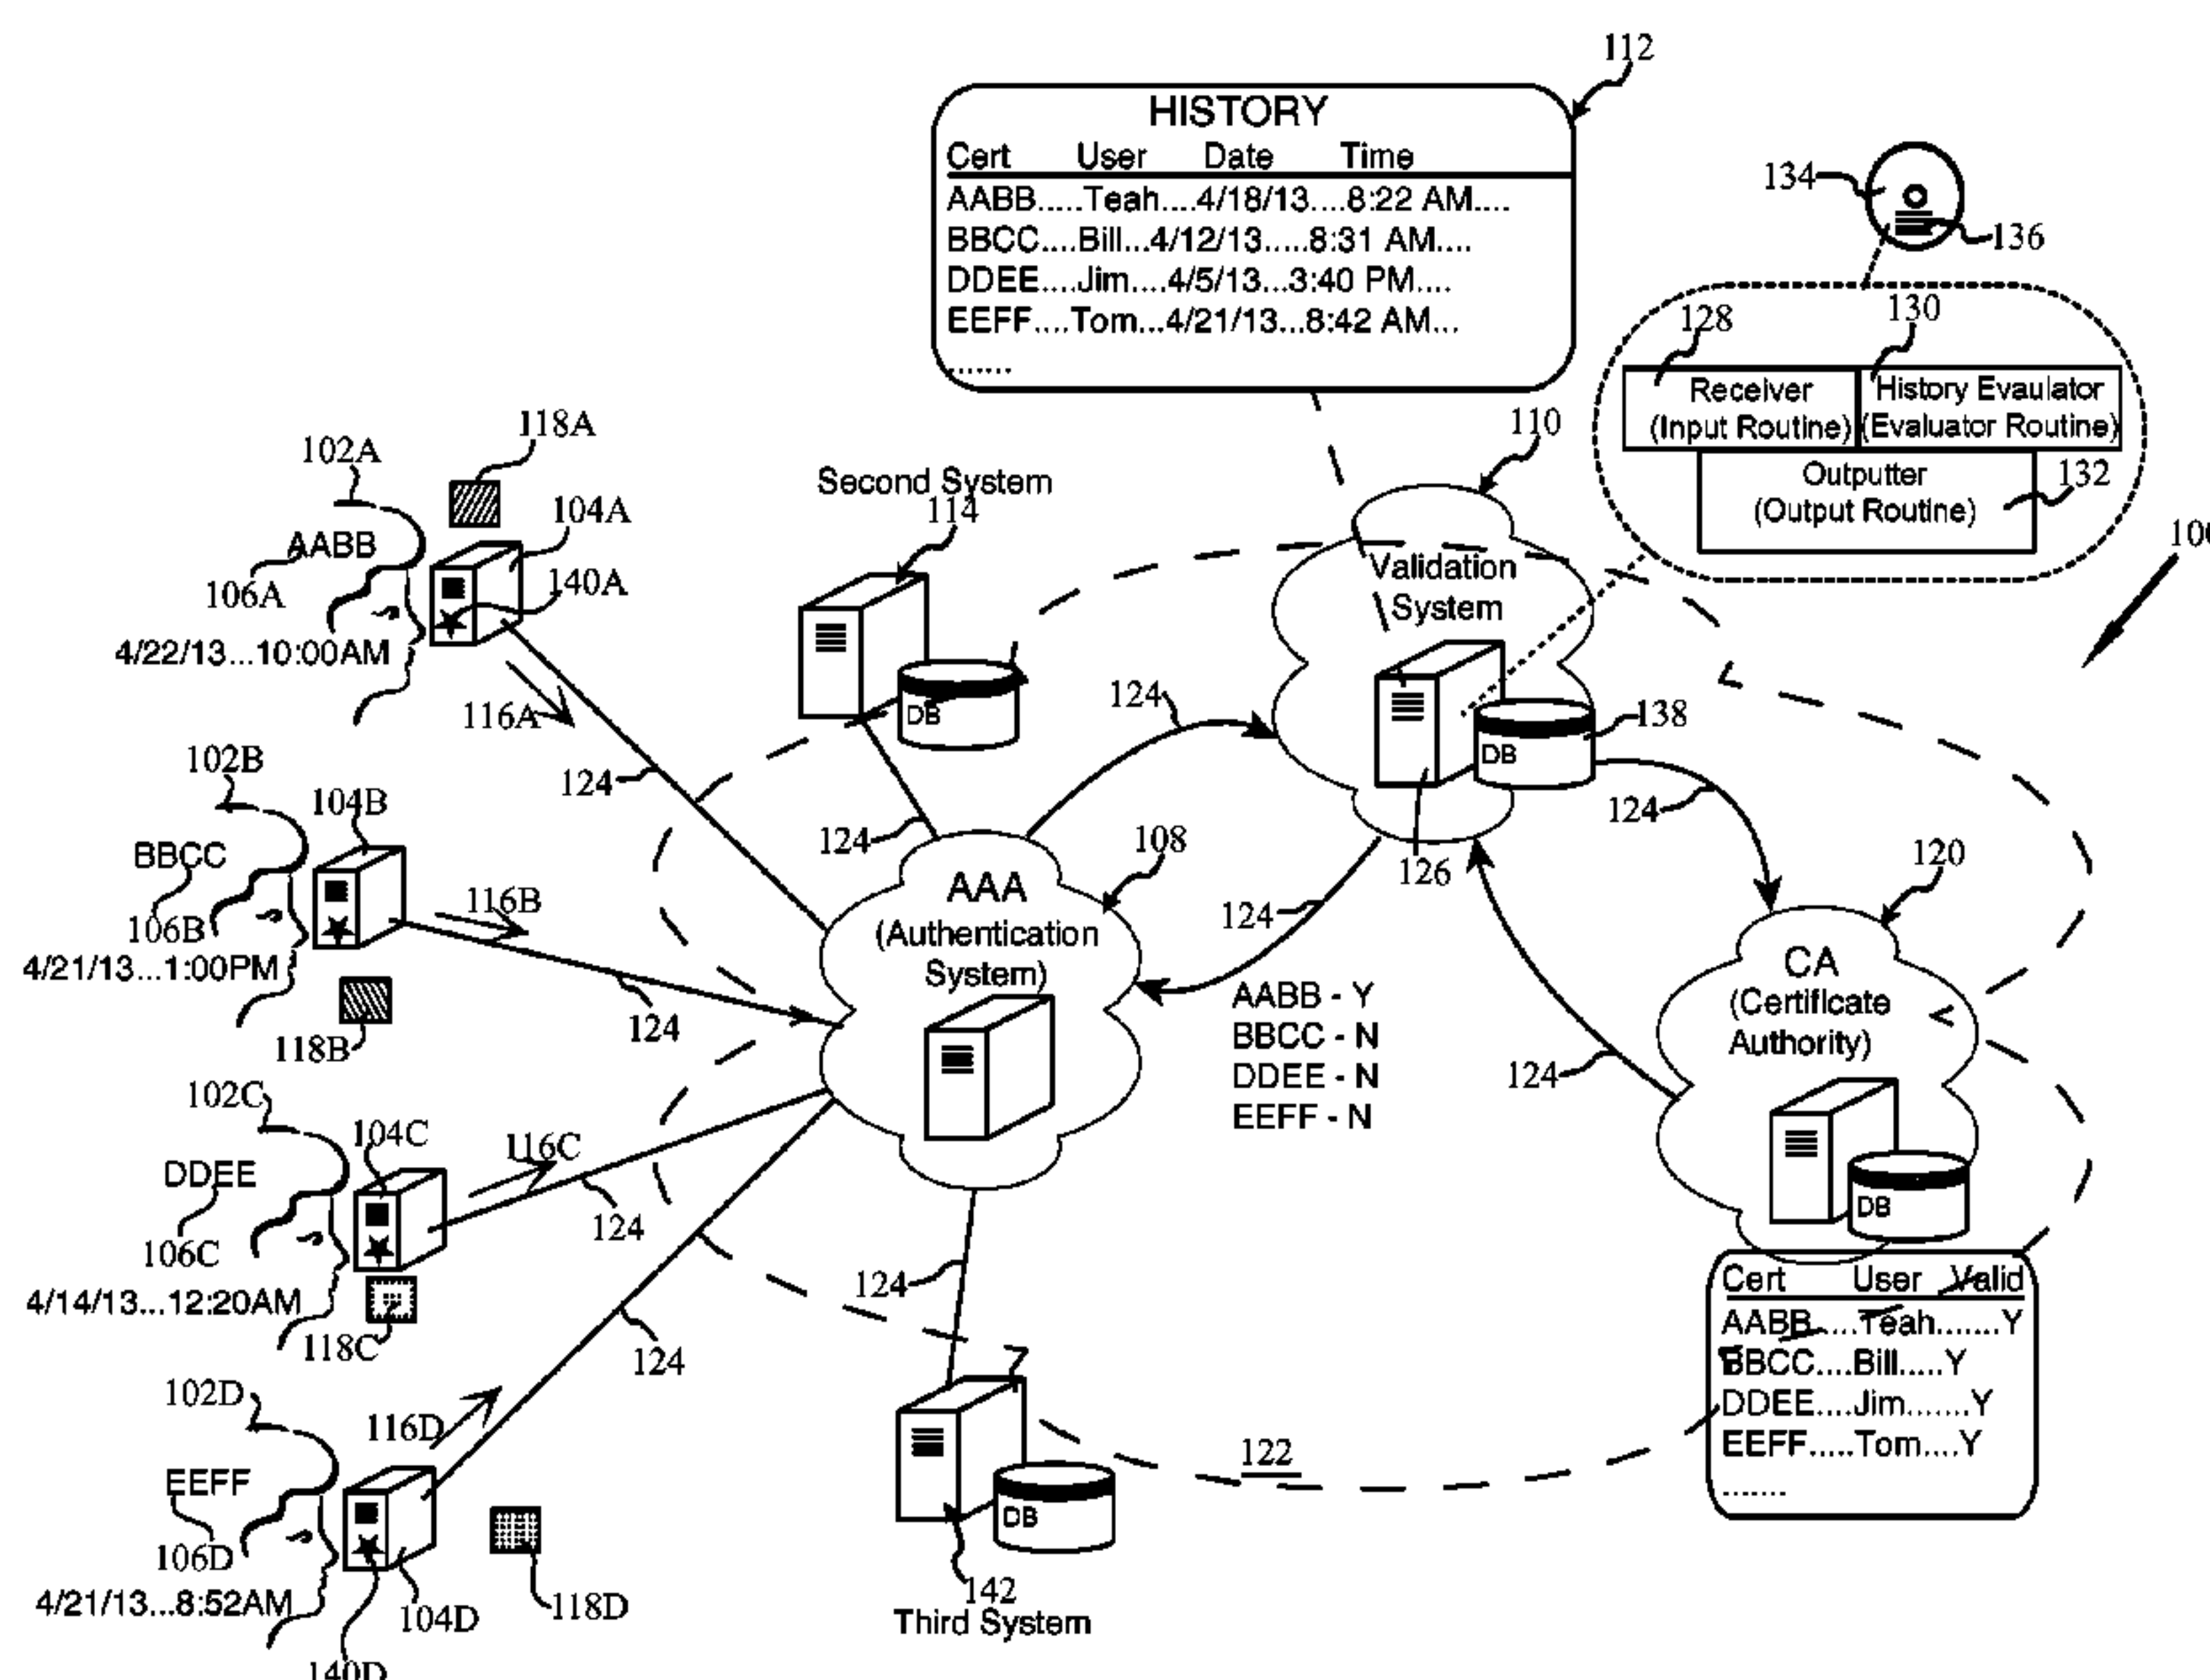 112
HISTORY
Cert User Date Time
AABB.....Teah....4/18/13....8:22 AM....
BBCC....Bill...4/12/13.....8:31 AM....
DDEE....Jim....4/5/13...3:40 PM....
EEFF....Tom...4/21/13...8:42 AM...
.......
134
136
128
130
Receiver
(Input Routine)
History Evaulator
(Evaluator Routine)
Outputter
(Output Routine)
132
110
Validation
System
DB
138
126
118A
102A
104A
AABB
140A
106A
4/22/13...10:00AM
116A
124
Second System
114
DB
124
124
124
124
124
102B
104B
BBCC
116B
106B
4/21/13...1:00PM
118B
124
108
AAA
(Authentication
System)
AABB - Y
BBCC - N
DDEE - N
EEFF - N
120
CA
(Certificate
Authority)
DB
102C
104C
116C
DDEE
106C
124
4/14/13...12:20AM
118C
124
124
102D
116D
EEFF
106D
4/21/13...8:52AM
104D
118D
140D
DB
142
Third System
122
Cert User Valid
AABB.....Teah.......Y
BBCC....Bill.....Y
DDEE....Jim.......Y
EEFF.....Tom....Y
.......